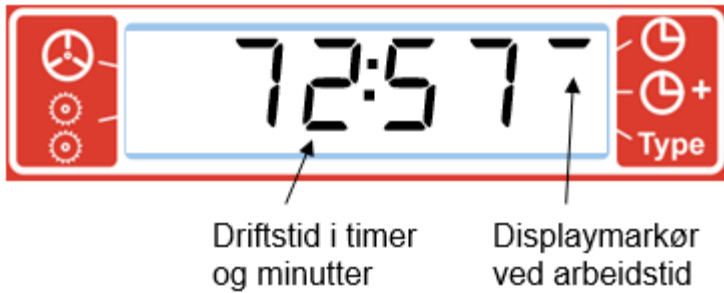 72:57 ¯
+
Type
Driftstid i timer
og minutter
Displaymarkør
ved arbeidstid